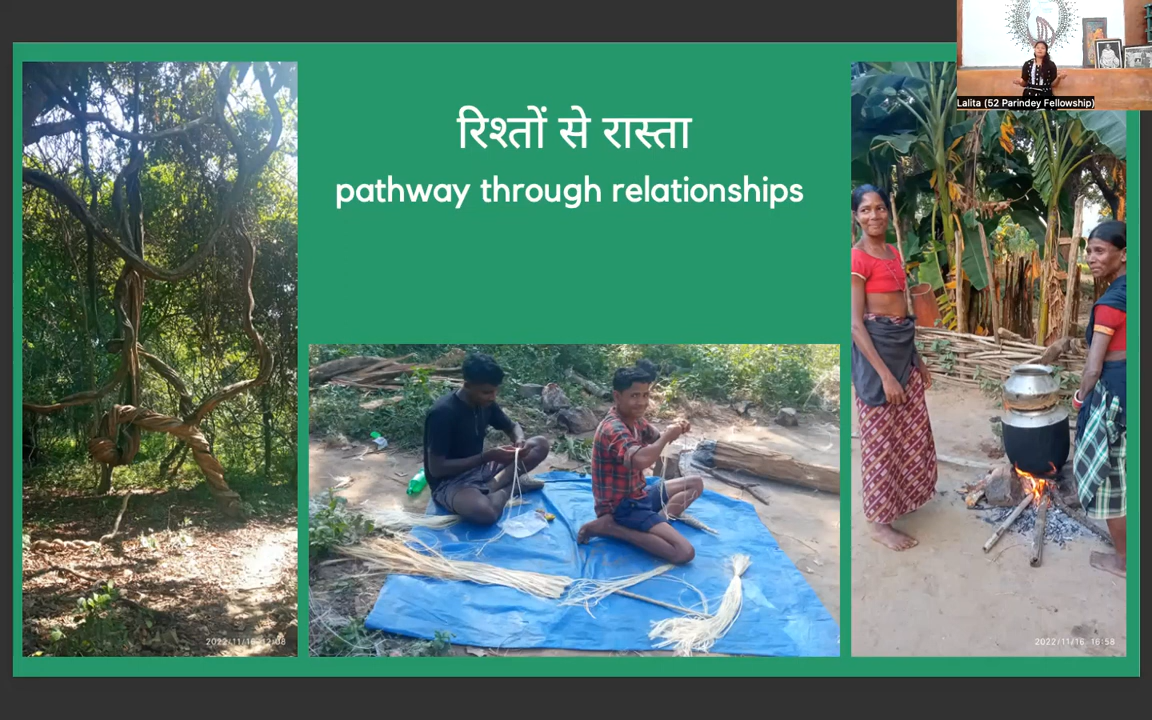 Lalita (52 Parindey Fellowship)
रिश्तों से रास्ता
pathway through relationships
2022/11/16 16:58